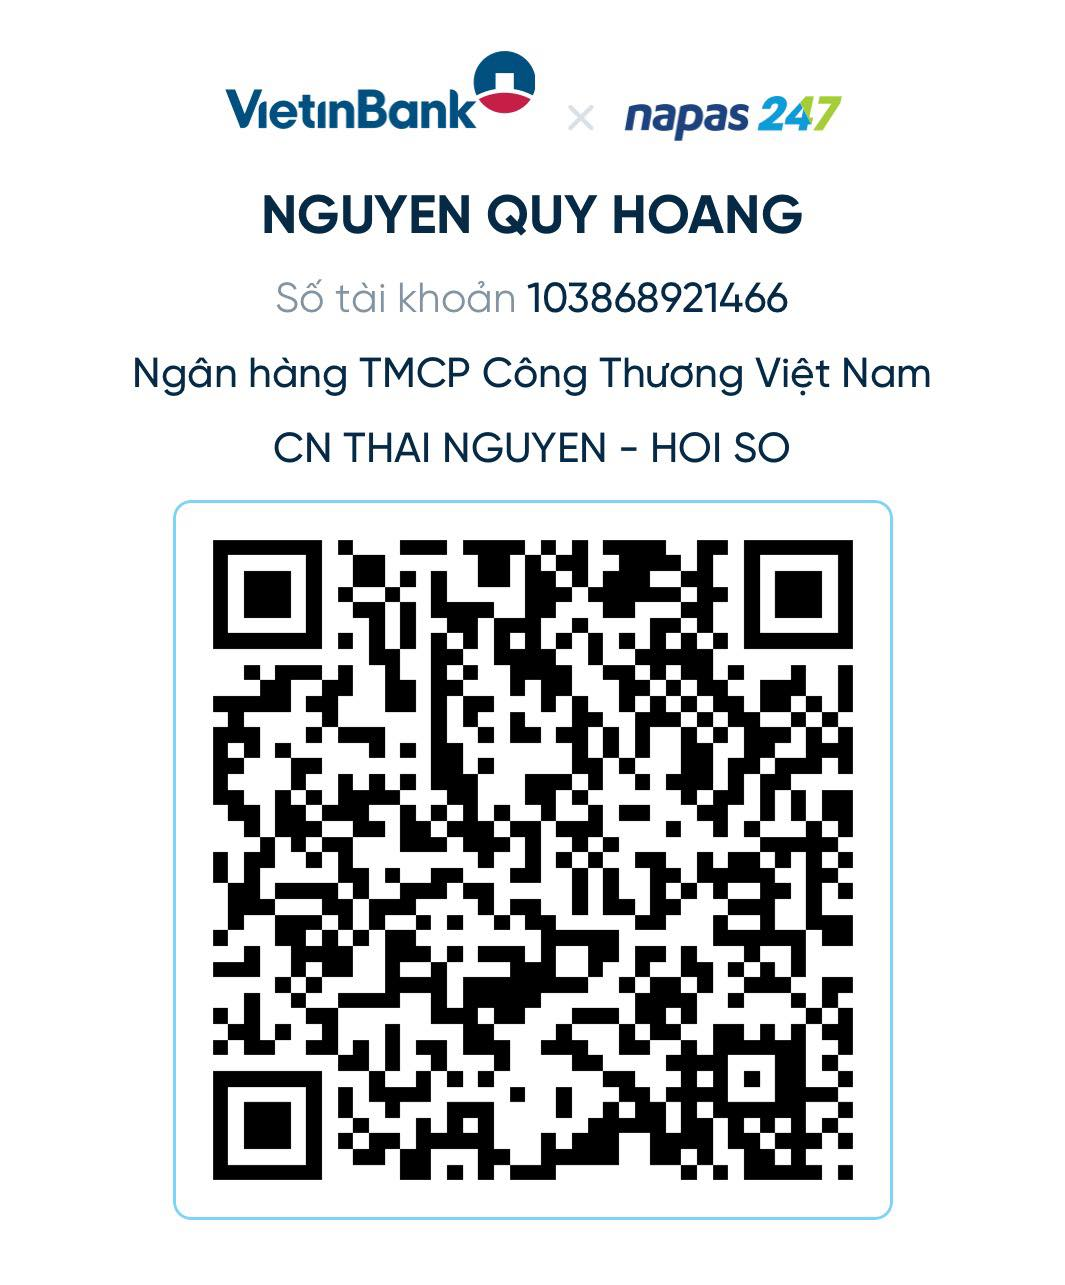 VietinBank × napas 247
NGUYEN QUY HOANG
Số tài khoản 103868921466
Ngân hàng TMCP Công Thương Việt Nam
CN THAI NGUYEN - HOI SO